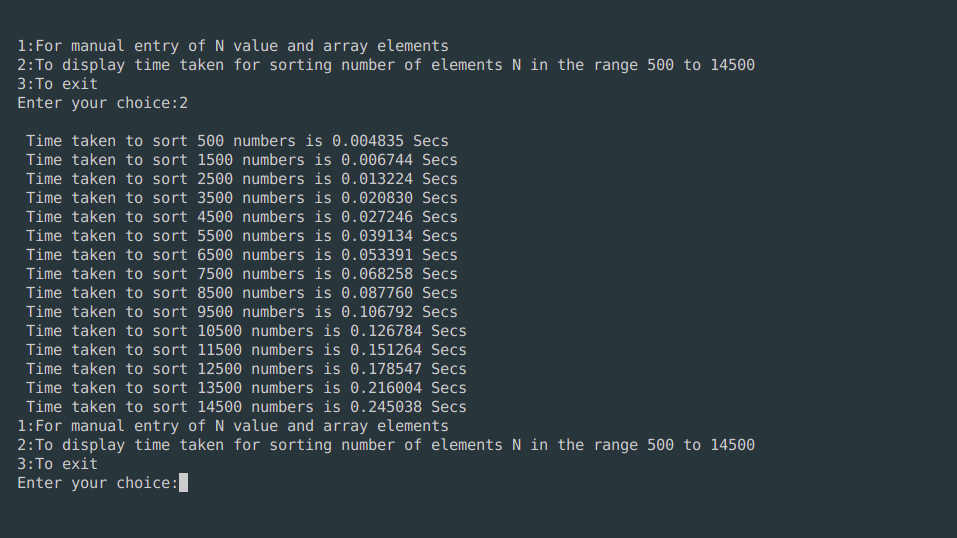 1:For manual entry of N value and array elements
2:To display time taken for sorting number of elements N in the range 500 to 14500
3:To exit
Enter your choice:2
Time taken to sort 500 numbers is 0.004835 Secs
Time taken to sort 1500 numbers is 0.006744 Secs
Time taken to sort 2500 numbers is 0.013224 Secs
Time taken to sort 3500 numbers is 0.020830 Secs
Time taken to sort 4500 numbers is 0.027246 Secs
Time taken to sort 5500 numbers is 0.039134 Secs
Time taken to sort 6500 numbers is 0.053391 Secs
Time taken to sort 7500 numbers is 0.068258 Secs
Time taken to sort 8500 numbers is 0.087760 Secs
Time taken to sort 9500 numbers is 0.106792 Secs
Time taken to sort 10500 numbers is 0.126784 Secs
Time taken to sort 11500 numbers is 0.151264 Secs
Time taken to sort 12500 numbers is 0.178547 Secs
Time taken to sort 13500 numbers is 0.216004 Secs
Time taken to sort 14500 numbers is 0.245038 Secs
1:For manual entry of N value and array elements
2:To display time taken for sorting number of elements N in the range 500 to 14500
3:To exit
Enter your choice: